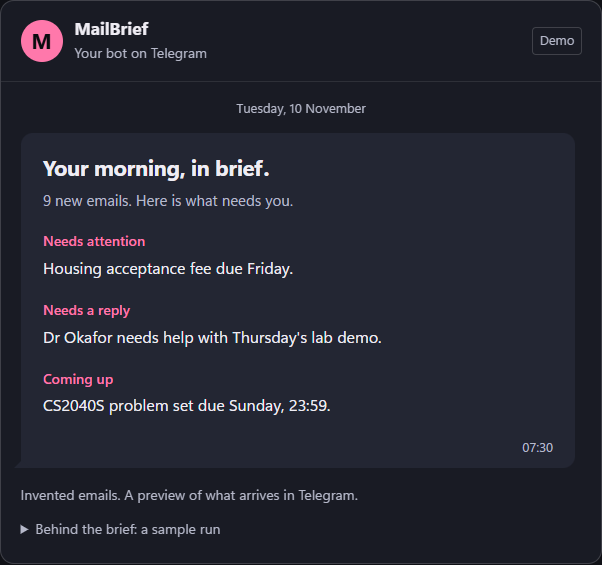 M
MailBrief
Your bot on Telegram
Demo
Tuesday, 10 November
Your morning, in brief.
9 new emails. Here is what needs you.
Needs attention
Housing acceptance fee due Friday.
Needs a reply
Dr Okafor needs help with Thursday's lab demo.
Coming up
CS2040S problem set due Sunday, 23:59.
07:30
Invented emails. A preview of what arrives in Telegram.
Behind the brief: a sample run